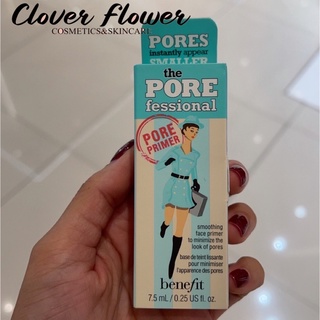 Clover Flower
COSMETICS&SKINCARE
PORES
instantly appear
SMALLER
the
PORE
fessional
PORE
PRIMER
smoothing
face primer
to minimize the
look of pores
base de teint lissante
pour minimiser
l'apparence des pores
benefit
7.5 mL / 0.25 US fl. oz.